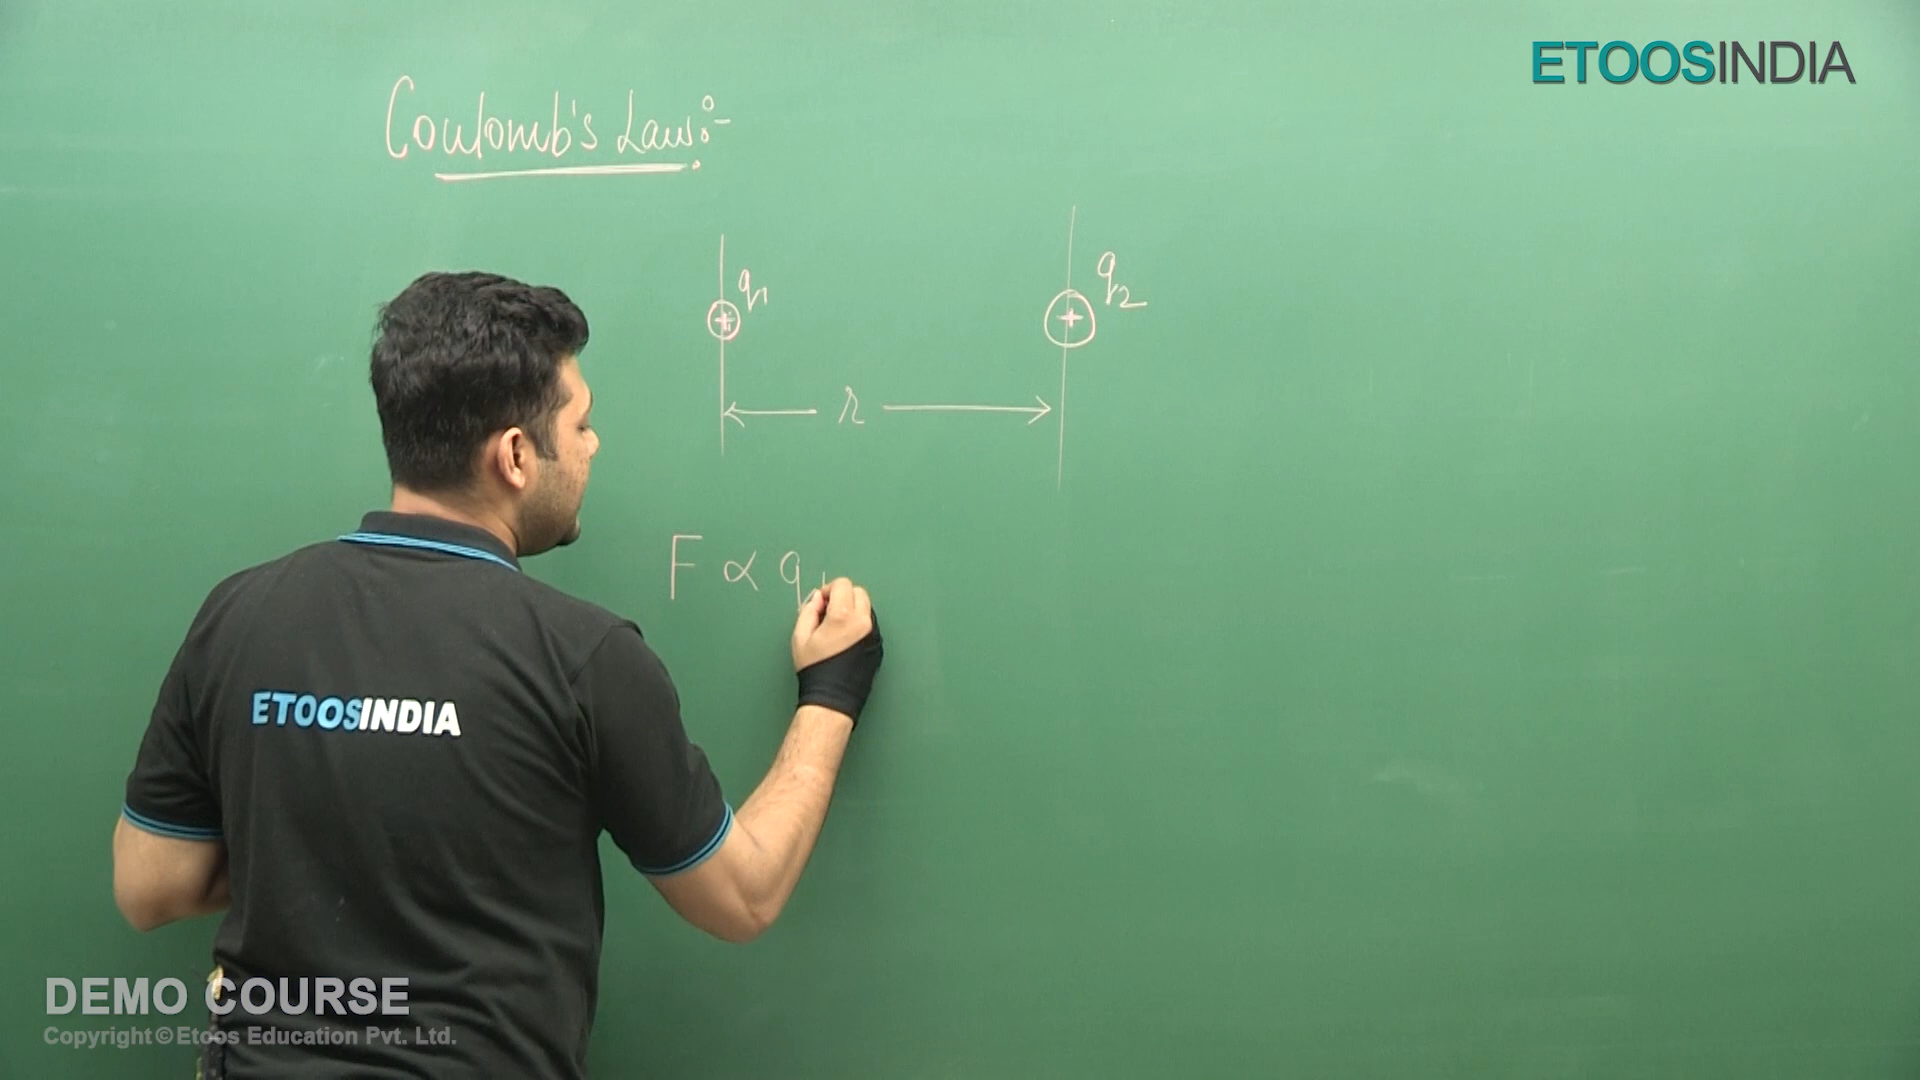 ETOOSINDIA
Coulomb's Law:-
q1
q2
r
F ∝ q1
ETOOSINDIA
DEMO COURSE
Copyright©Etoos Education Pvt. Ltd.